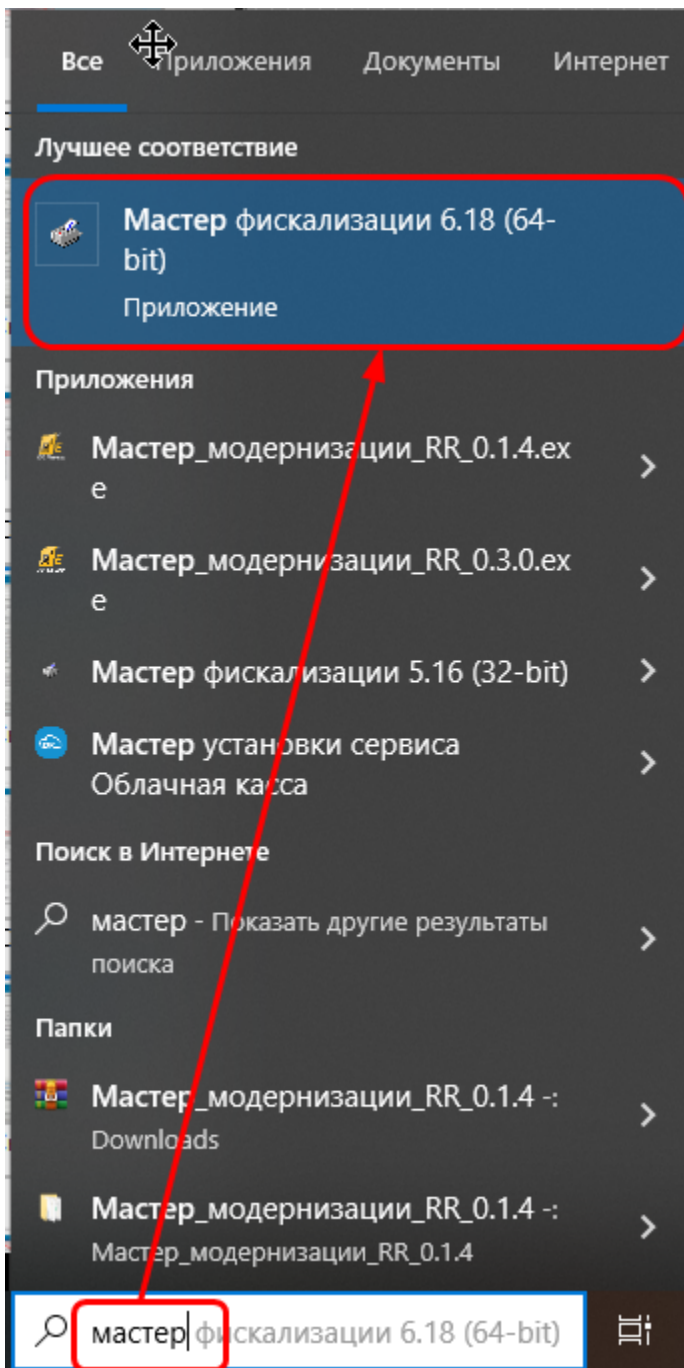 Все Приложения Документы Интернет
Лучшее соответствие
Мастер фискализации 6.18 (64-
bit)
Приложение
Приложения
Мастер_модернизации_RR_0.1.4.ex
e
Мастер_модернизации_RR_0.3.0.ex
e
Мастер фискализации 5.16 (32-bit)
Мастер установки сервиса
Облачная касса
Поиск в Интернете
мастер - Показать другие результаты
поиска
Папки
Мастер_модернизации_RR_0.1.4 -:
Downloads
Мастер_модернизации_RR_0.1.4 -:
Мастер_модернизации_RR_0.1.4
мастер фискализации 6.18 (64-bit)